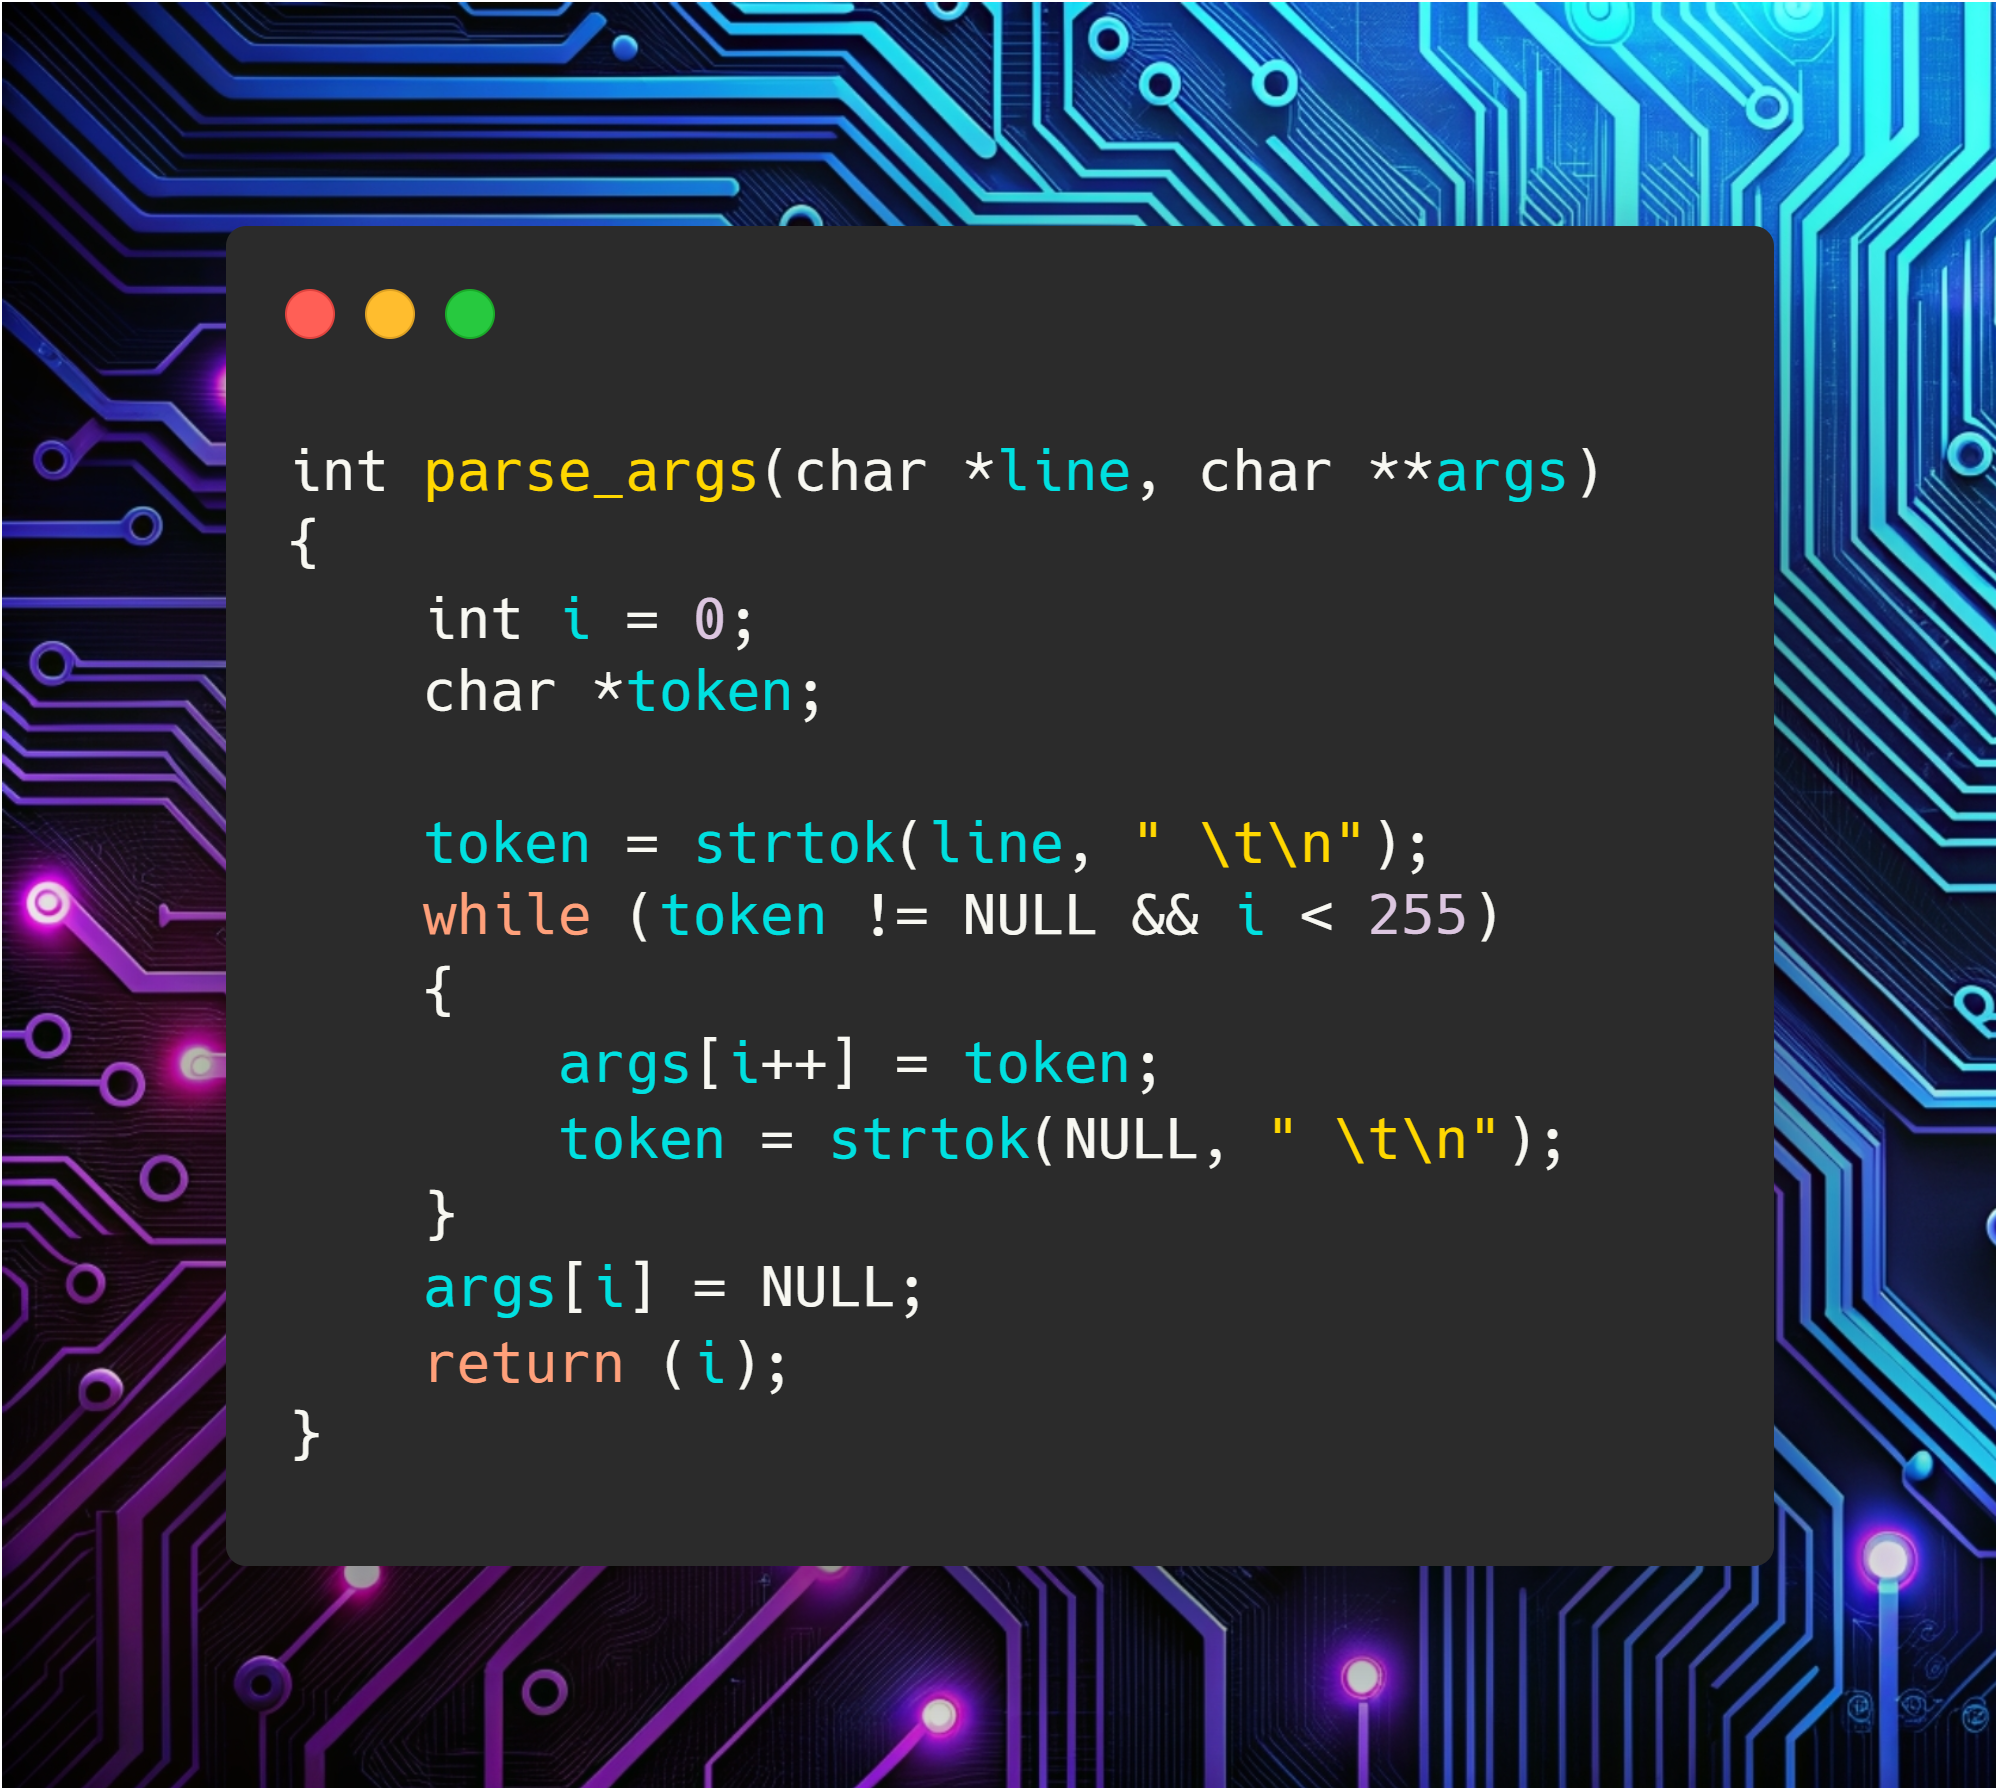 int parse_args(char *line, char **args)
{
    int i = 0;
    char *token;

    token = strtok(line, " \t\n");
    while (token != NULL && i < 255)
    {
        args[i++] = token;
        token = strtok(NULL, " \t\n");
    }
    args[i] = NULL;
    return (i);
}